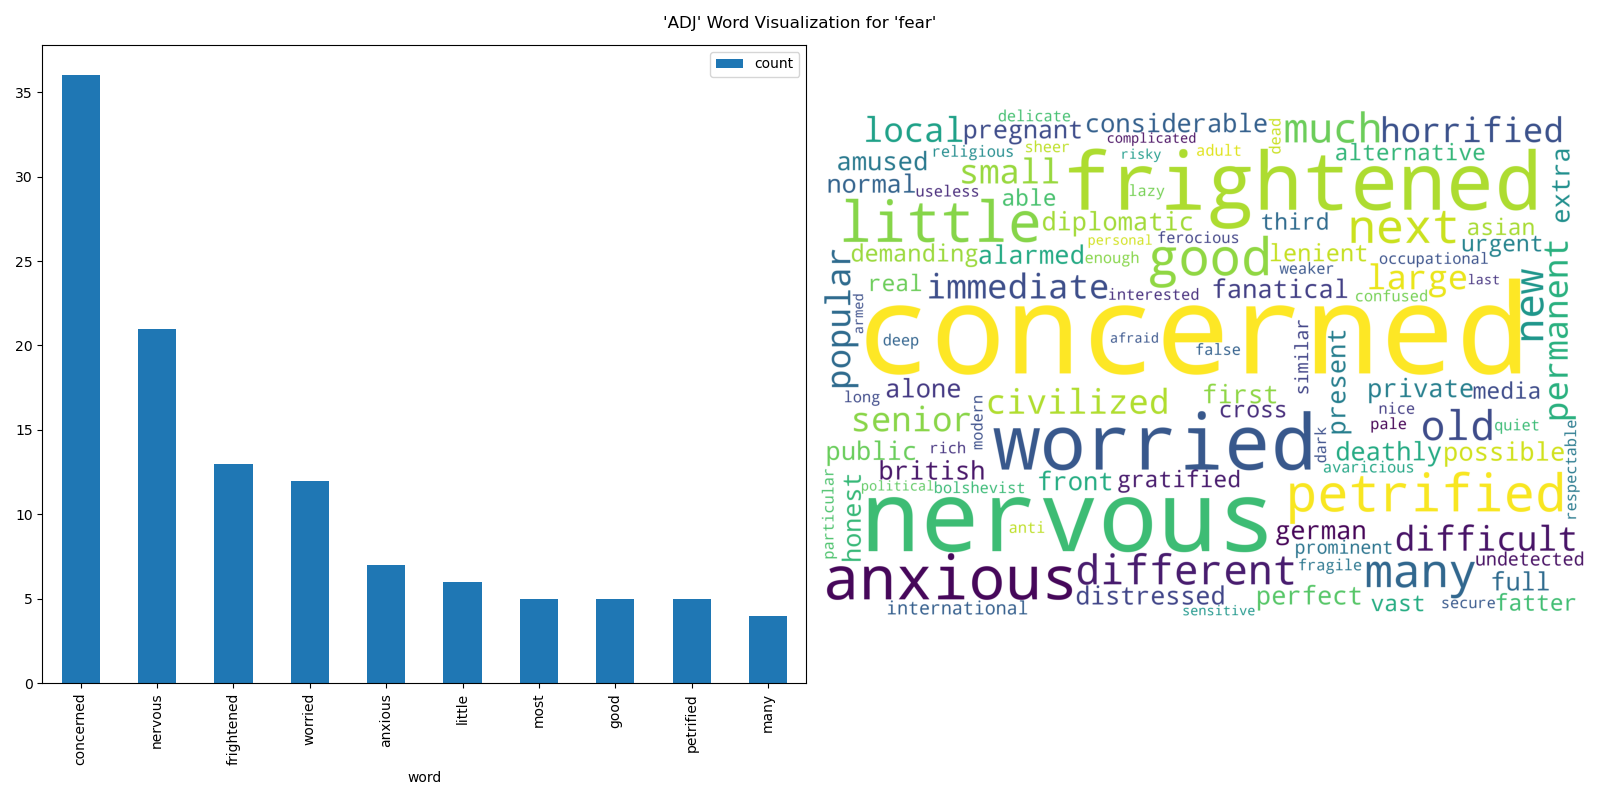 'ADJ' Word Visualization for 'fear'
count
35
30
25
20
15
10
5
0
concerned
nervous
frightened
worried
anxious
little
most
good
petrified
many
word
delicate
local
pregnant
considerable
dead
much
horrified
complicated
amused
religious
sheer
risky
adult
alternative
small
frightened
extra
normal
useless
able
lazy
little
diplomatic
third
next
asian
personal
ferocious
urgent
demanding
alarmed
enough
good
lenient
occupational
popular
weaker
large
last
real
immediate
interested
fanatical
confused
new
permanent
armed
concerned
deep
afraid
false
similar
present
long
alone
first
private
media
modern
civilized
cross
nice
senior
worried
dark
pale
old
quiet
respectable
public
rich
deathly
possible
british
avaricious
particular
honest
political
bolshevist
front
gratified
petrified
nervous
anti
german
difficult
prominent
undetected
anxious
different
fragile
many
full
international
distressed
sensitive
perfect
vast
secure
fatter